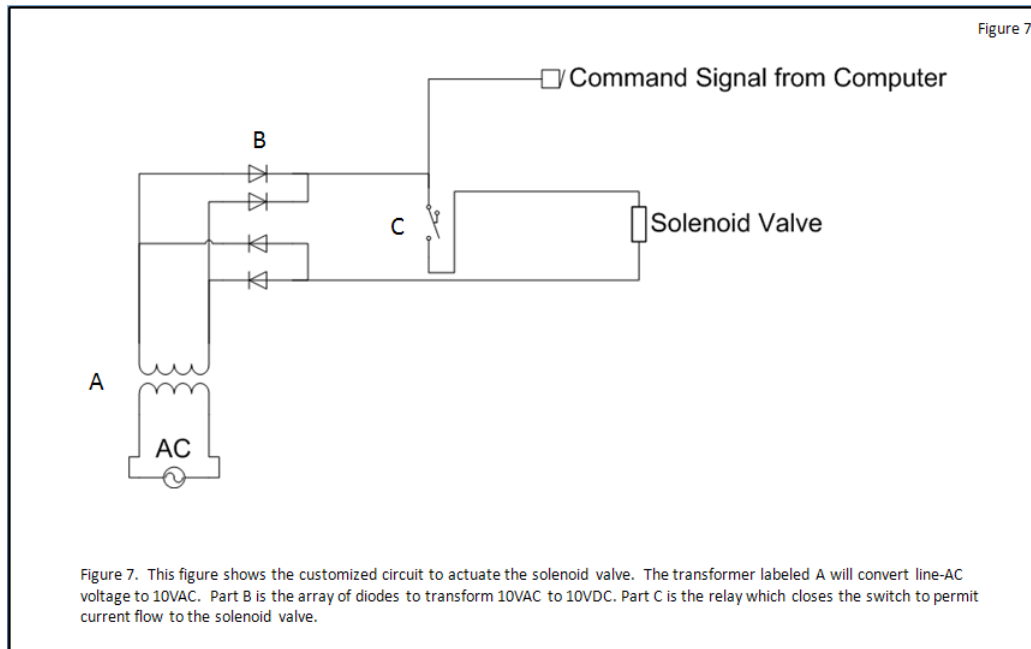 Figure 7
Command Signal from Computer
B
C
Solenoid Valve
A
AC
Figure 7.  This figure shows the customized circuit to actuate the solenoid valve.  The transformer labeled A will convert line-AC
voltage to 10VAC.  Part B is the array of diodes to transform 10VAC to 10VDC. Part C is the relay which closes the switch to permit
current flow to the solenoid valve.